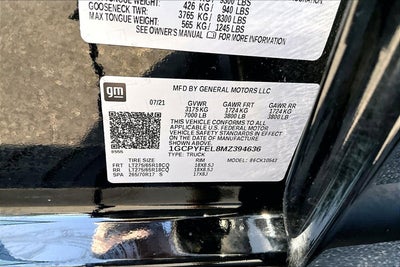 426 KG / 940 LBS
GOOSENECK TWR: 3765 KG / 8300 LBS
MAX TONGUE WEIGHT: 565 KG / 1245 LBS
SEE OWNER'S MANUAL FOR MORE INFORMATION.
gm
MFD BY GENERAL MOTORS LLC
07/21 GVWR GAWR FRT GAWR RR
3175 KG 1724 KG 1724 KG
7000 LB 3800 LB 3800 LB
THIS VEHICLE CONFORMS TO ALL
APPLICABLE U.S. FEDERAL MOTOR
VEHICLE SAFETY STANDARDS IN EFFECT ON
THE DATE OF MANUFACTURE SHOWN ABOVE.
1GCPYFEL8MZ394636
TYPE: TRUCK
TIRE SIZE RIM MODEL:
FRT LT275/65R18CQ 18X8.5J
RR LT275/65R18CQ 18X8.5J
SPA 265/70R17 S 17X8J